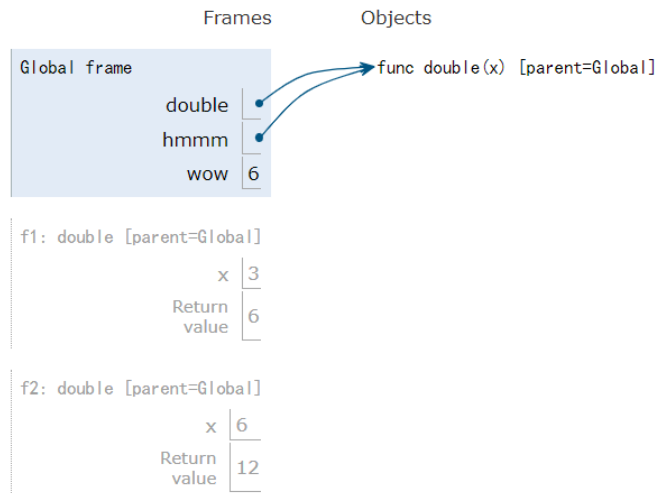 Frames Objects
Global frame func double(x) [parent=Global]
double
hmmm
wow 6
f1: double [parent=Global]
x 3
Return
value 6
f2: double [parent=Global]
x 6
Return
value 12